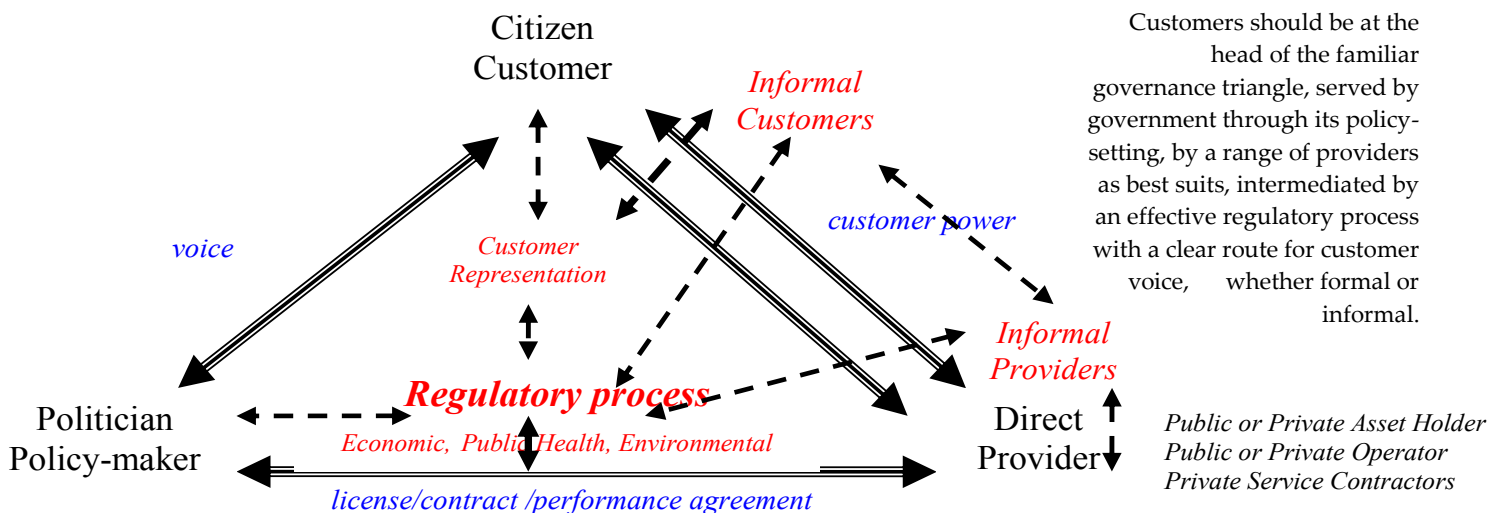 Citizen
Customer
Informal
Customers
Customers should be at the
head of the familiar
governance triangle, served by
government through its policy-
setting, by a range of providers
as best suits, intermediated by
an effective regulatory process
with a clear route for customer
voice, whether formal or
informal.
voice
customer power
Customer
Representation
Informal
Providers
Regulatory process
Economic, Public Health, Environmental
Politician
Policy-maker
Direct
Provider
Public or Private Asset Holder
Public or Private Operator
Private Service Contractors
license/contract /performance agreement